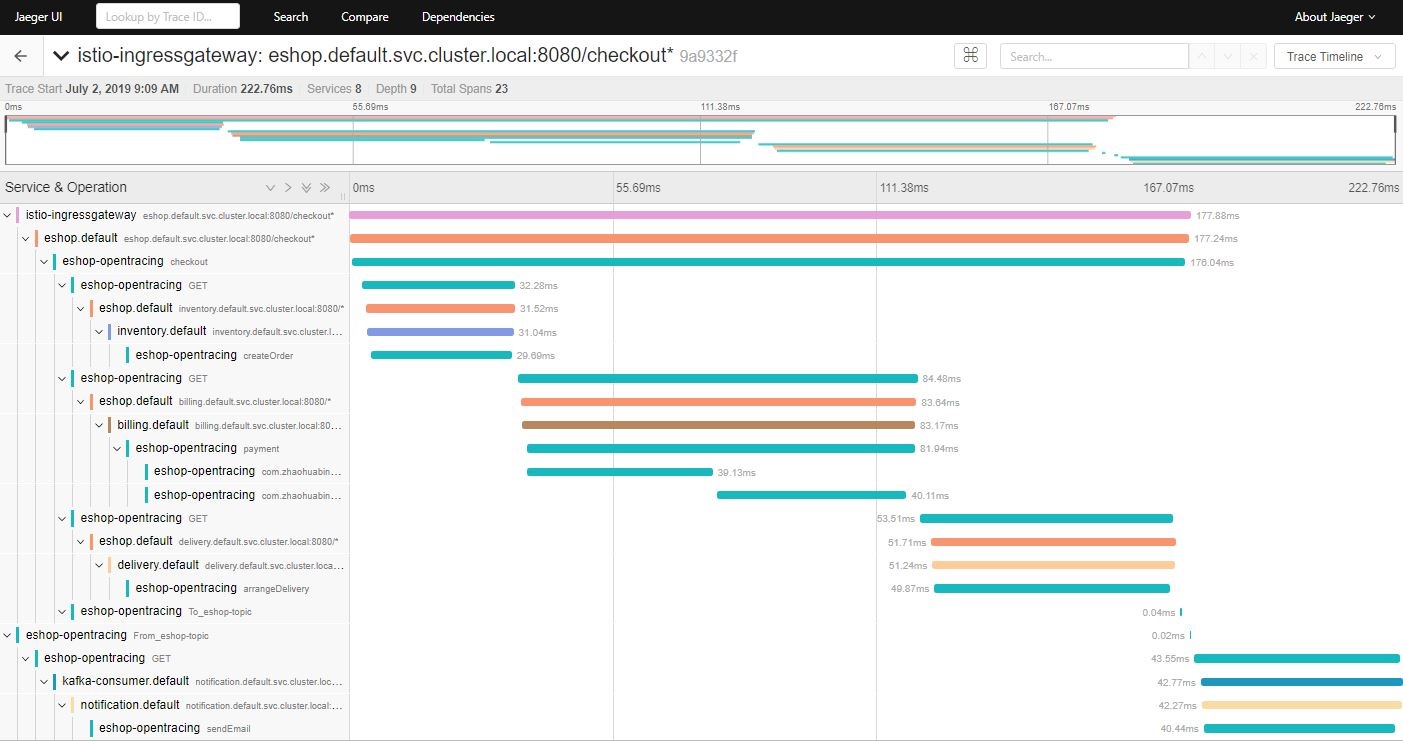 Jaeger UI Lookup by Trace ID... Search Compare Dependencies About Jaeger
istio-ingressgateway: eshop.default.svc.cluster.local:8080/checkout* 9a9332f Search... Trace Timeline
Trace Start July 2, 2019 9:09 AM Duration 222.76ms Services 8 Depth 9 Total Spans 23
0ms 55.69ms 111.38ms 167.07ms 222.76ms
Service & Operation 0ms 55.69ms 111.38ms 167.07ms 222.76ms
istio-ingressgateway eshop.default.svc.cluster.local:8080/checkout* 177.88ms
eshop.default eshop.default.svc.cluster.local:8080/checkout* 177.24ms
eshop-opentracing checkout 176.04ms
eshop-opentracing GET 32.28ms
eshop.default inventory.default.svc.cluster.local:8080/* 31.52ms
inventory.default inventory.default.svc.cluster.l... 31.04ms
eshop-opentracing createOrder 29.69ms
eshop-opentracing GET 84.48ms
eshop.default billing.default.svc.cluster.local:8080/* 83.64ms
billing.default billing.default.svc.cluster.local:80... 83.17ms
eshop-opentracing payment 81.94ms
eshop-opentracing com.zhaohuabin... 39.13ms
eshop-opentracing com.zhaohuabin... 40.11ms
eshop-opentracing GET 53.51ms
eshop.default delivery.default.svc.cluster.local:8080/* 51.71ms
delivery.default delivery.default.svc.cluster.loca... 51.24ms
eshop-opentracing arrangeDelivery 49.87ms
eshop-opentracing To_eshop-topic 0.04ms
eshop-opentracing From_eshop-topic 0.02ms
eshop-opentracing GET 43.55ms
kafka-consumer.default notification.default.svc.cluster.loc... 42.77ms
notification.default notification.default.svc.cluster.local:... 42.27ms
eshop-opentracing sendEmail 40.44ms